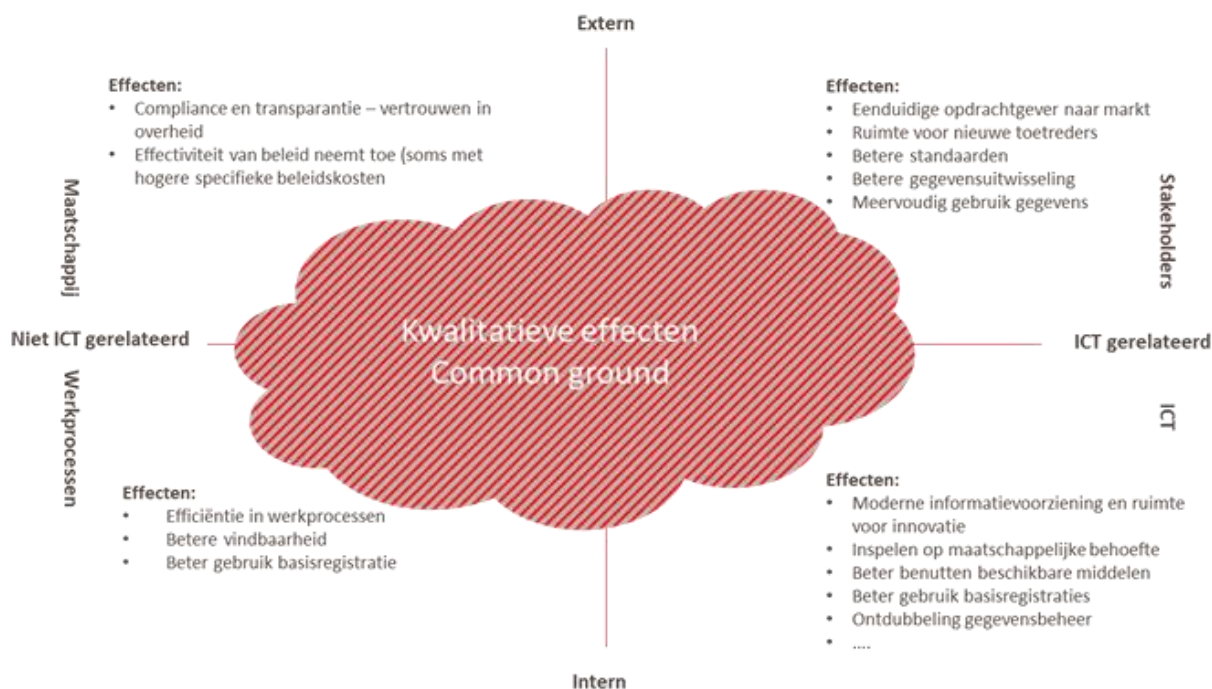 Extern
Effecten:
• Compliance en transparantie – vertrouwen in
overheid
• Effectiviteit van beleid neemt toe (soms met
hogere specifieke beleidskosten
Effecten:
• Eenduidige opdrachtgever naar markt
• Ruimte voor nieuwe toetreders
• Betere standaarden
• Betere gegevensuitwisseling
• Meervoudig gebruik gegevens
Maatschappij
Stakeholders
Niet ICT gerelateerd
Kwalitatieve effecten
Common ground
ICT gerelateerd
Werkprocessen
ICT
Effecten:
• Efficiëntie in werkprocessen
• Betere vindbaarheid
• Beter gebruik basisregistratie
Effecten:
• Moderne informatievoorziening en ruimte
voor innovatie
• Inspelen op maatschappelijke behoefte
• Beter benutten beschikbare middelen
• Beter gebruik basisregistraties
• Ontdubbeling gegevensbeheer
• ....
Intern